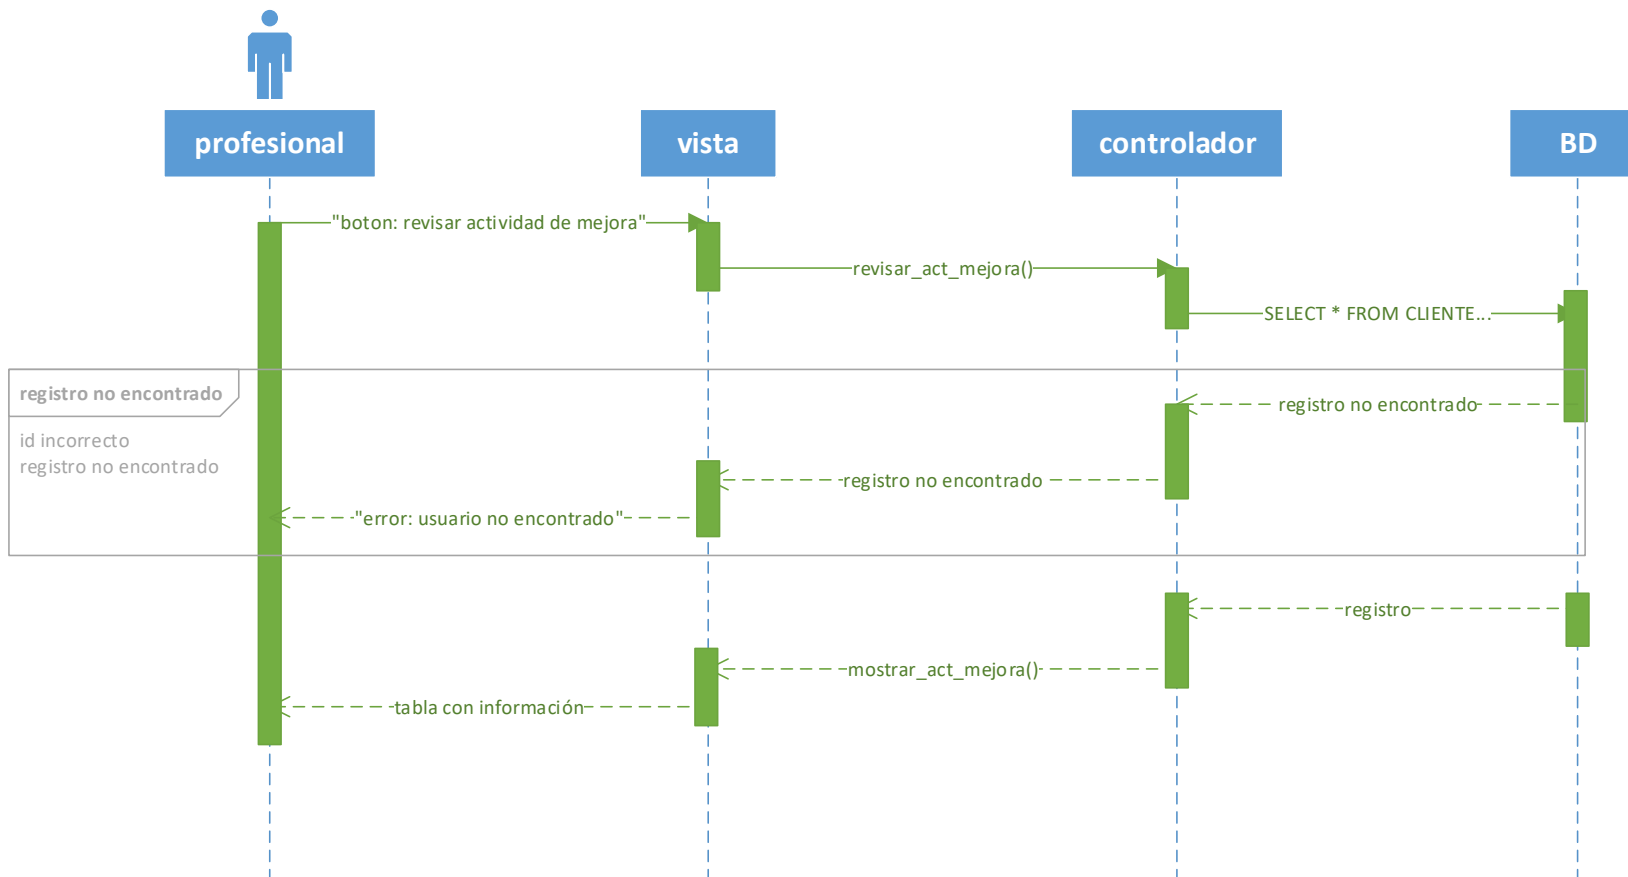 profesional
vista
controlador
BD
"boton: revisar actividad de mejora"
revisar_act_mejora()
SELECT * FROM CLIENTE...
registro no encontrado
id incorrecto
registro no encontrado
registro no encontrado
registro no encontrado
"error: usuario no encontrado"
registro
mostrar_act_mejora()
tabla con información